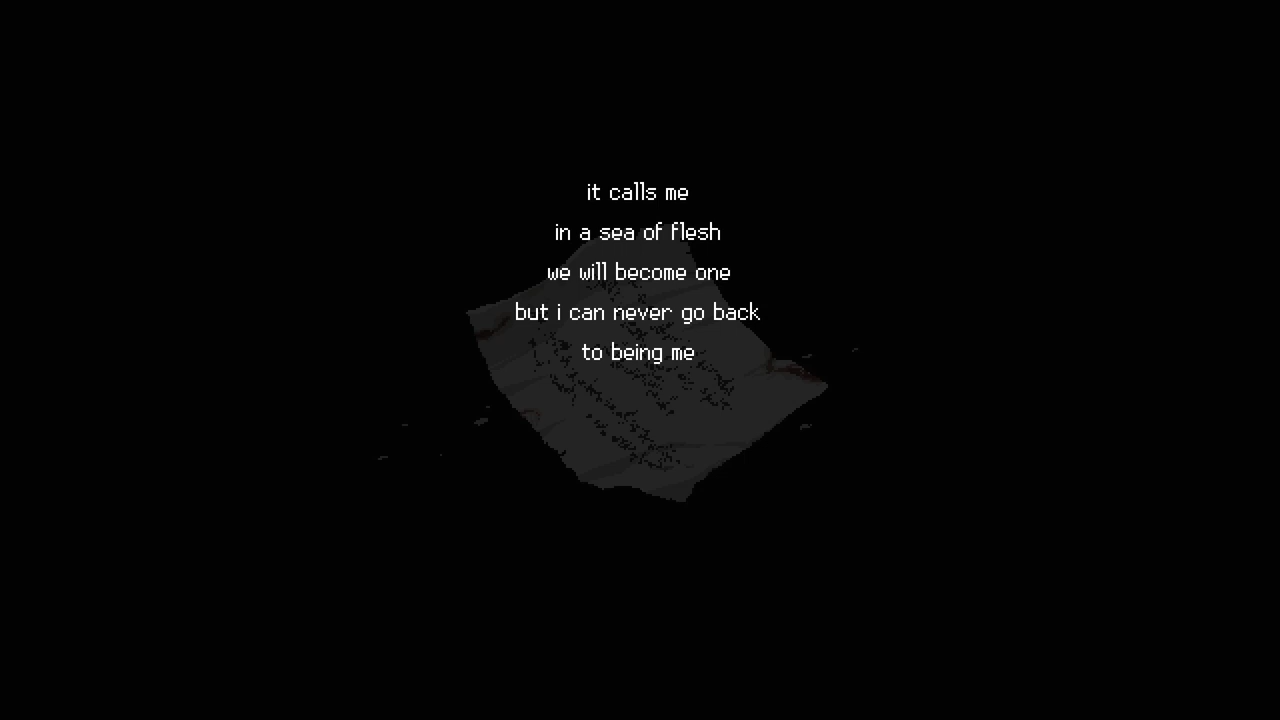 it calls me
in a sea of flesh
we will become one
but i can never go back
to being me